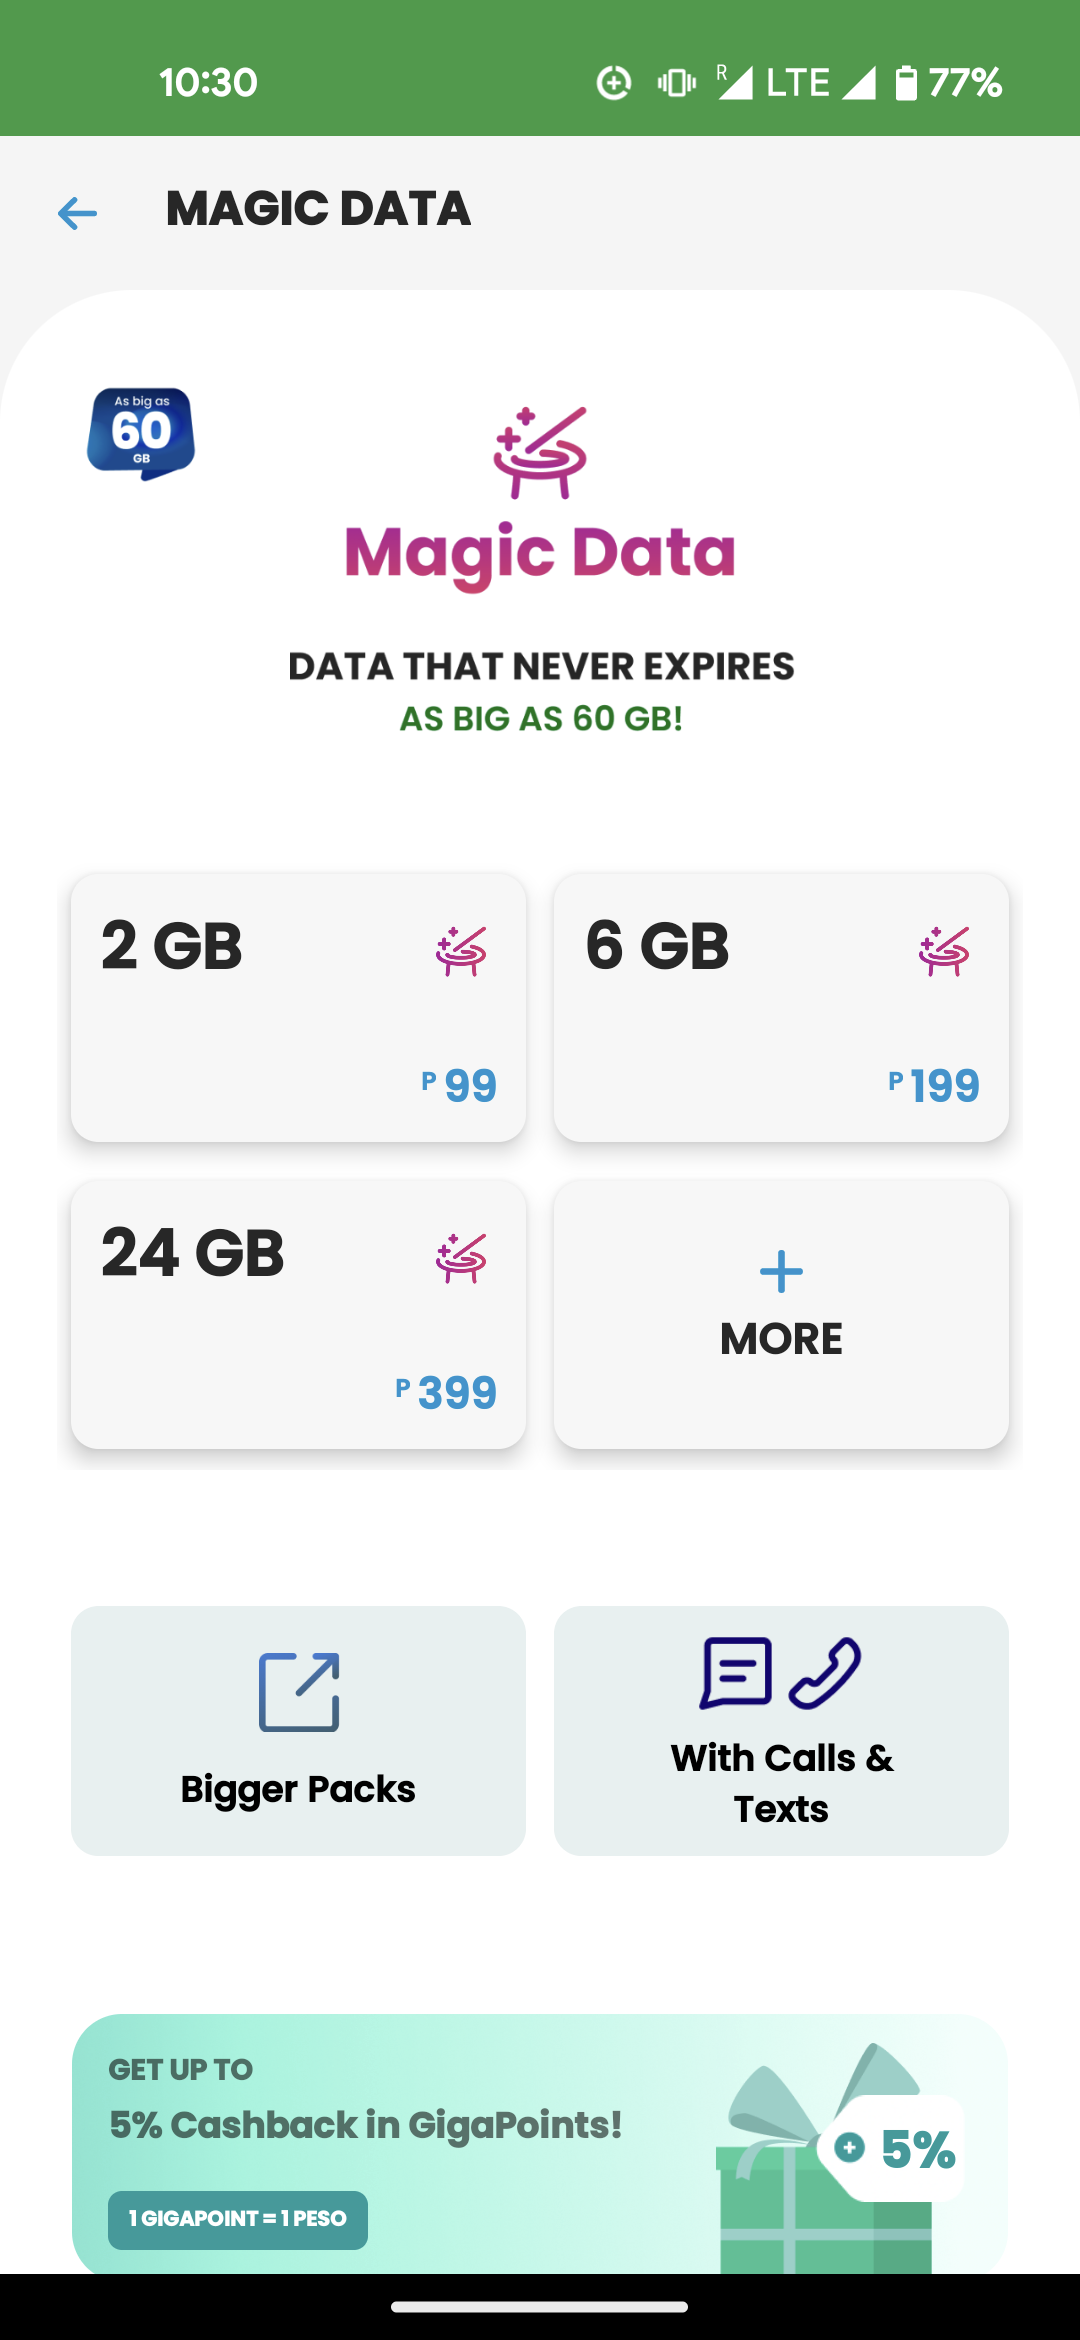 10:30
R LTE 77%
MAGIC DATA
As big as
60
GB
Magic Data
DATA THAT NEVER EXPIRES
AS BIG AS 60 GB!
2 GB
P 99
6 GB
P 199
24 GB
P 399
MORE
Bigger Packs
With Calls &
Texts
GET UP TO
5% Cashback in GigaPoints!
5%
1 GIGAPOINT = 1 PESO